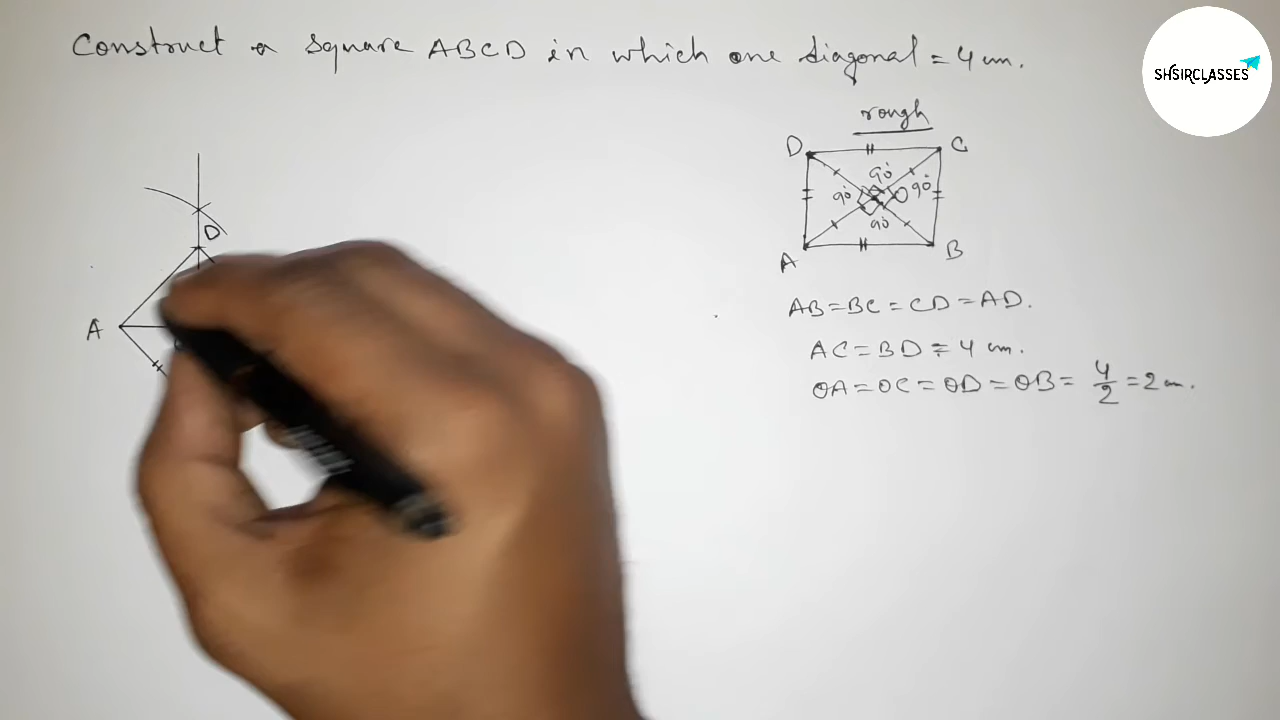 Construct a square ABCD in which one diagonal = 4 cm.
SHSIRCLASSES
rough
D C
90°
90° O 90°
90°
A B
D
A
AB = BC = CD = AD.
AC = BD = 4 cm.
OA = OC = OD = OB = 4/2 = 2 cm.